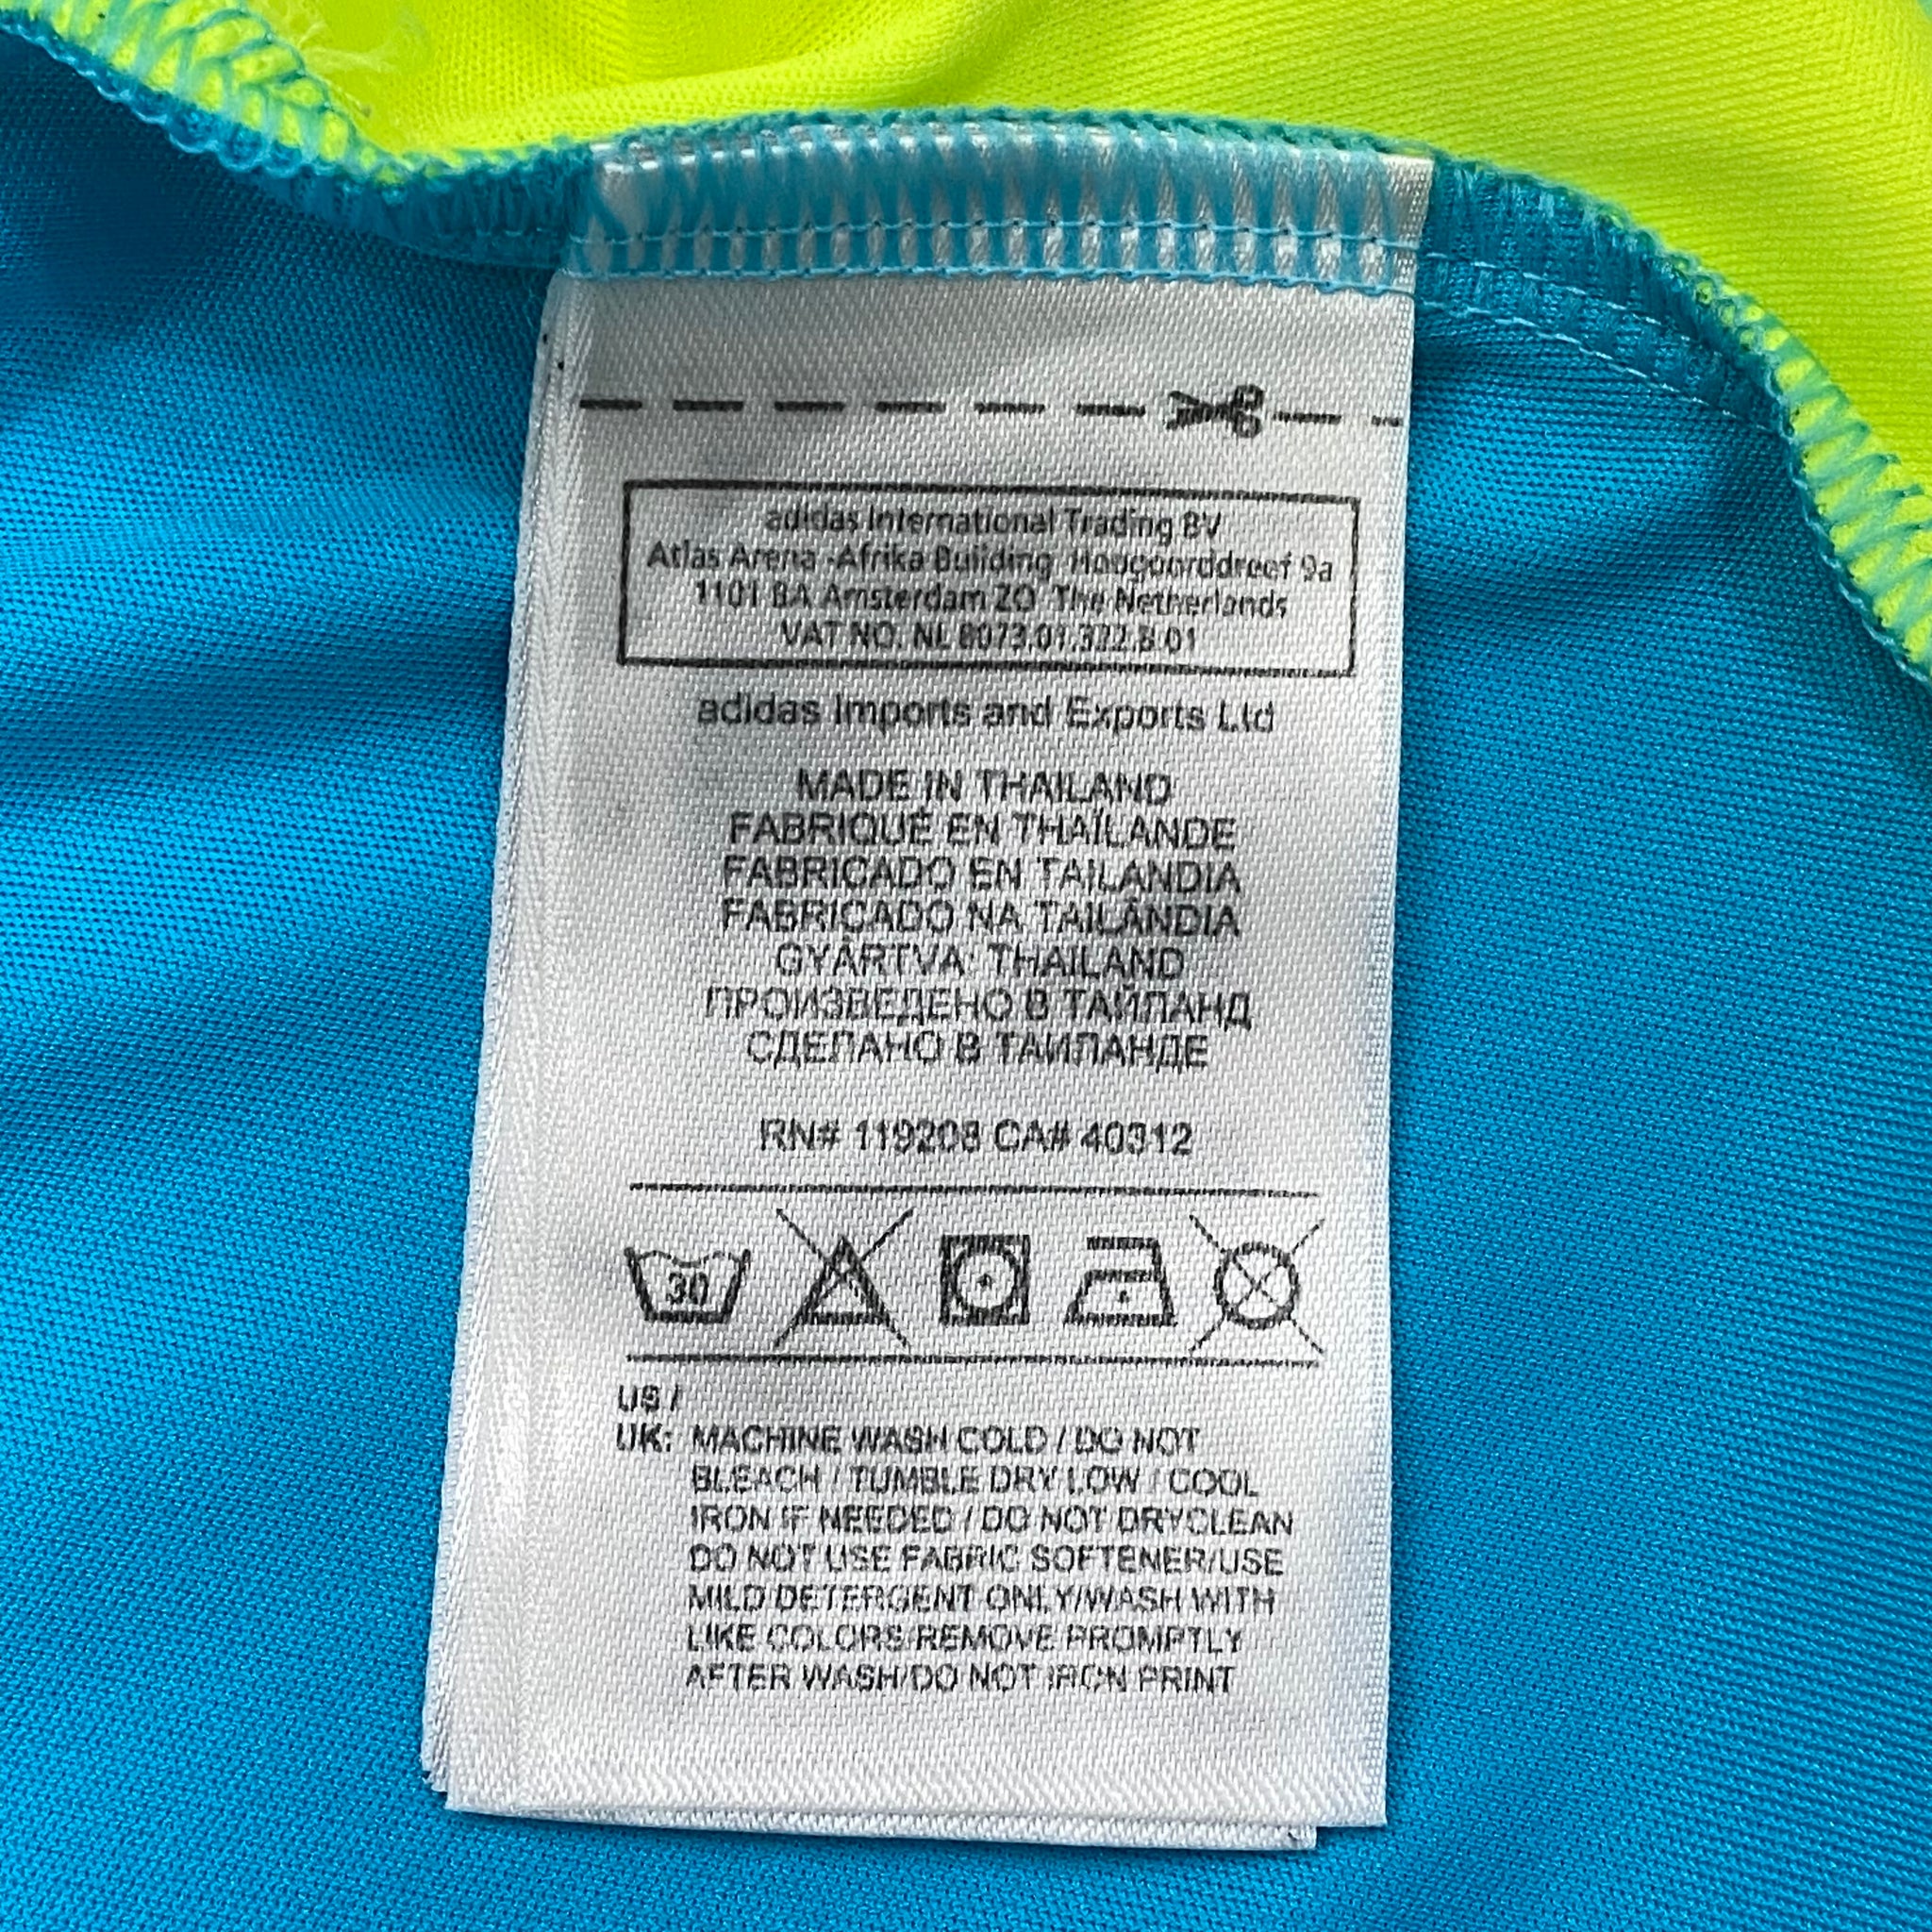 adidas International Trading BV
Atlas Arena -Afrika Building Hoogoorddreef 9a
1101 BA Amsterdam ZO The Netherlands
VAT NO. NL 8073.01.372.B.01
adidas Imports and Exports Ltd
MADE IN THAILAND
FABRIQUÉ EN THAÏLANDE
FABRICADO EN TAILANDIA
FABRICADO NA TAILÂNDIA
GYÁRTVA: THAILAND
ПРОИЗВЕДЕНО В ТАЙЛАНД
СДЕЛАНО В ТАИЛАНДЕ
RN# 119208 CA# 40312
30
US /
UK: MACHINE WASH COLD / DO NOT
BLEACH / TUMBLE DRY LOW / COOL
IRON IF NEEDED / DO NOT DRYCLEAN
DO NOT USE FABRIC SOFTENER/USE
MILD DETERGENT ONLY/WASH WITH
LIKE COLORS/REMOVE PROMPTLY
AFTER WASH/DO NOT IRON PRINT